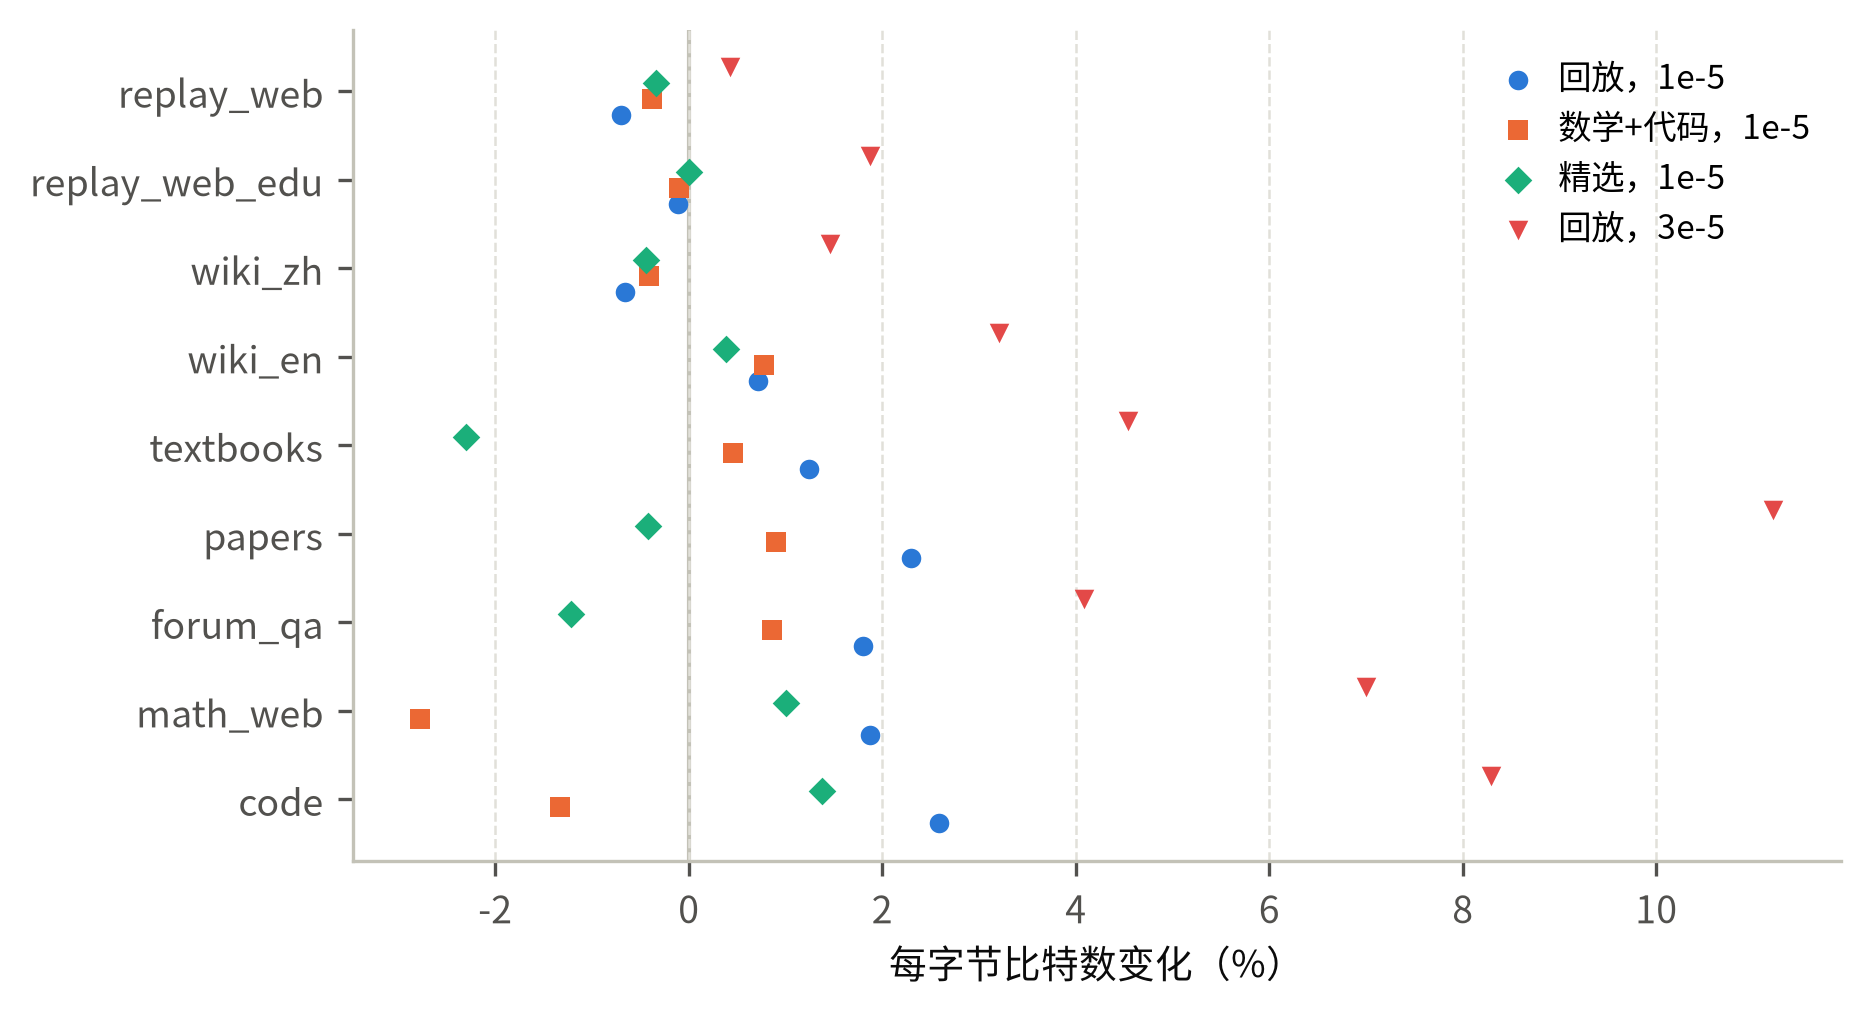 replay_web
replay_web_edu
wiki_zh
wiki_en
textbooks
papers
forum_qa
math_web
code
回放，1e-5
数学+代码，1e-5
精选，1e-5
回放，3e-5
-2 0 2 4 6 8 10
每字节比特数变化（%）